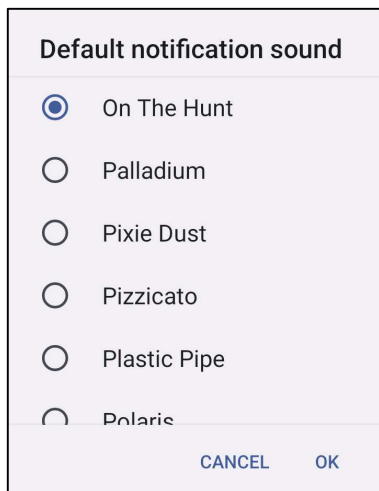 Default notification sound
On The Hunt
Palladium
Pixie Dust
Pizzicato
Plastic Pipe
Polaris
CANCEL OK